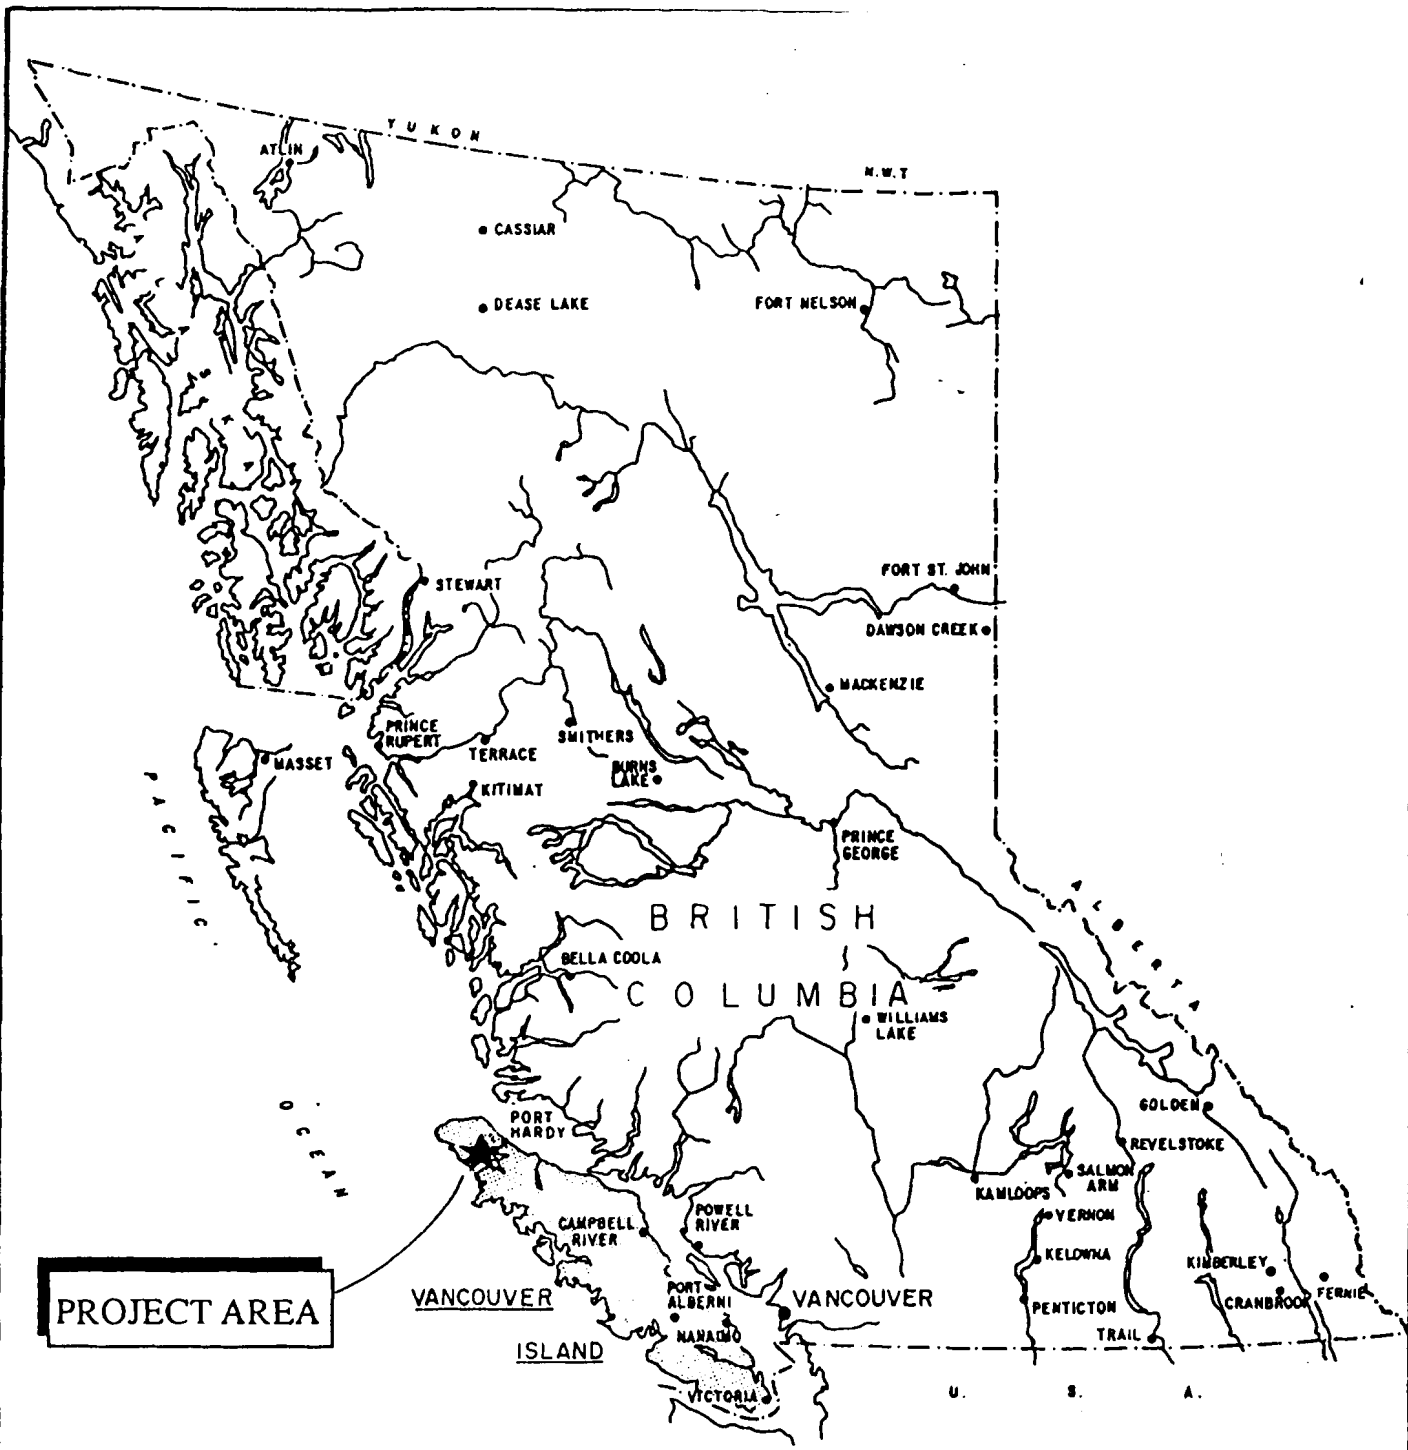 YUKON
N.W.T
ATLIN
CASSIAR
DEASE LAKE
FORT NELSON
ALASKA
STEWART
FORT ST. JOHN
DAWSON CREEK
MACKENZIE
PRINCE
RUPERT
TERRACE
SMITHERS
BURNS
LAKE
MASSET
KITIMAT
PACIFIC
PRINCE
GEORGE
BRITISH
ALBERTA
BELLA COOLA
COLUMBIA
WILLIAMS
LAKE
OCEAN
PORT
HARDY
GOLDEN
REVELSTOKE
SALMON
ARM
KAMLOOPS
VERNON
CAMPBELL
RIVER
POWELL
RIVER
KELOWNA
KIMBERLEY
PORT
ALBERNI
VANCOUVER
ISLAND
VANCOUVER
PENTICTON
CRANBROOK
FERNIE
PROJECT AREA
NANAIMO
TRAIL
VICTORIA
U. S. A.